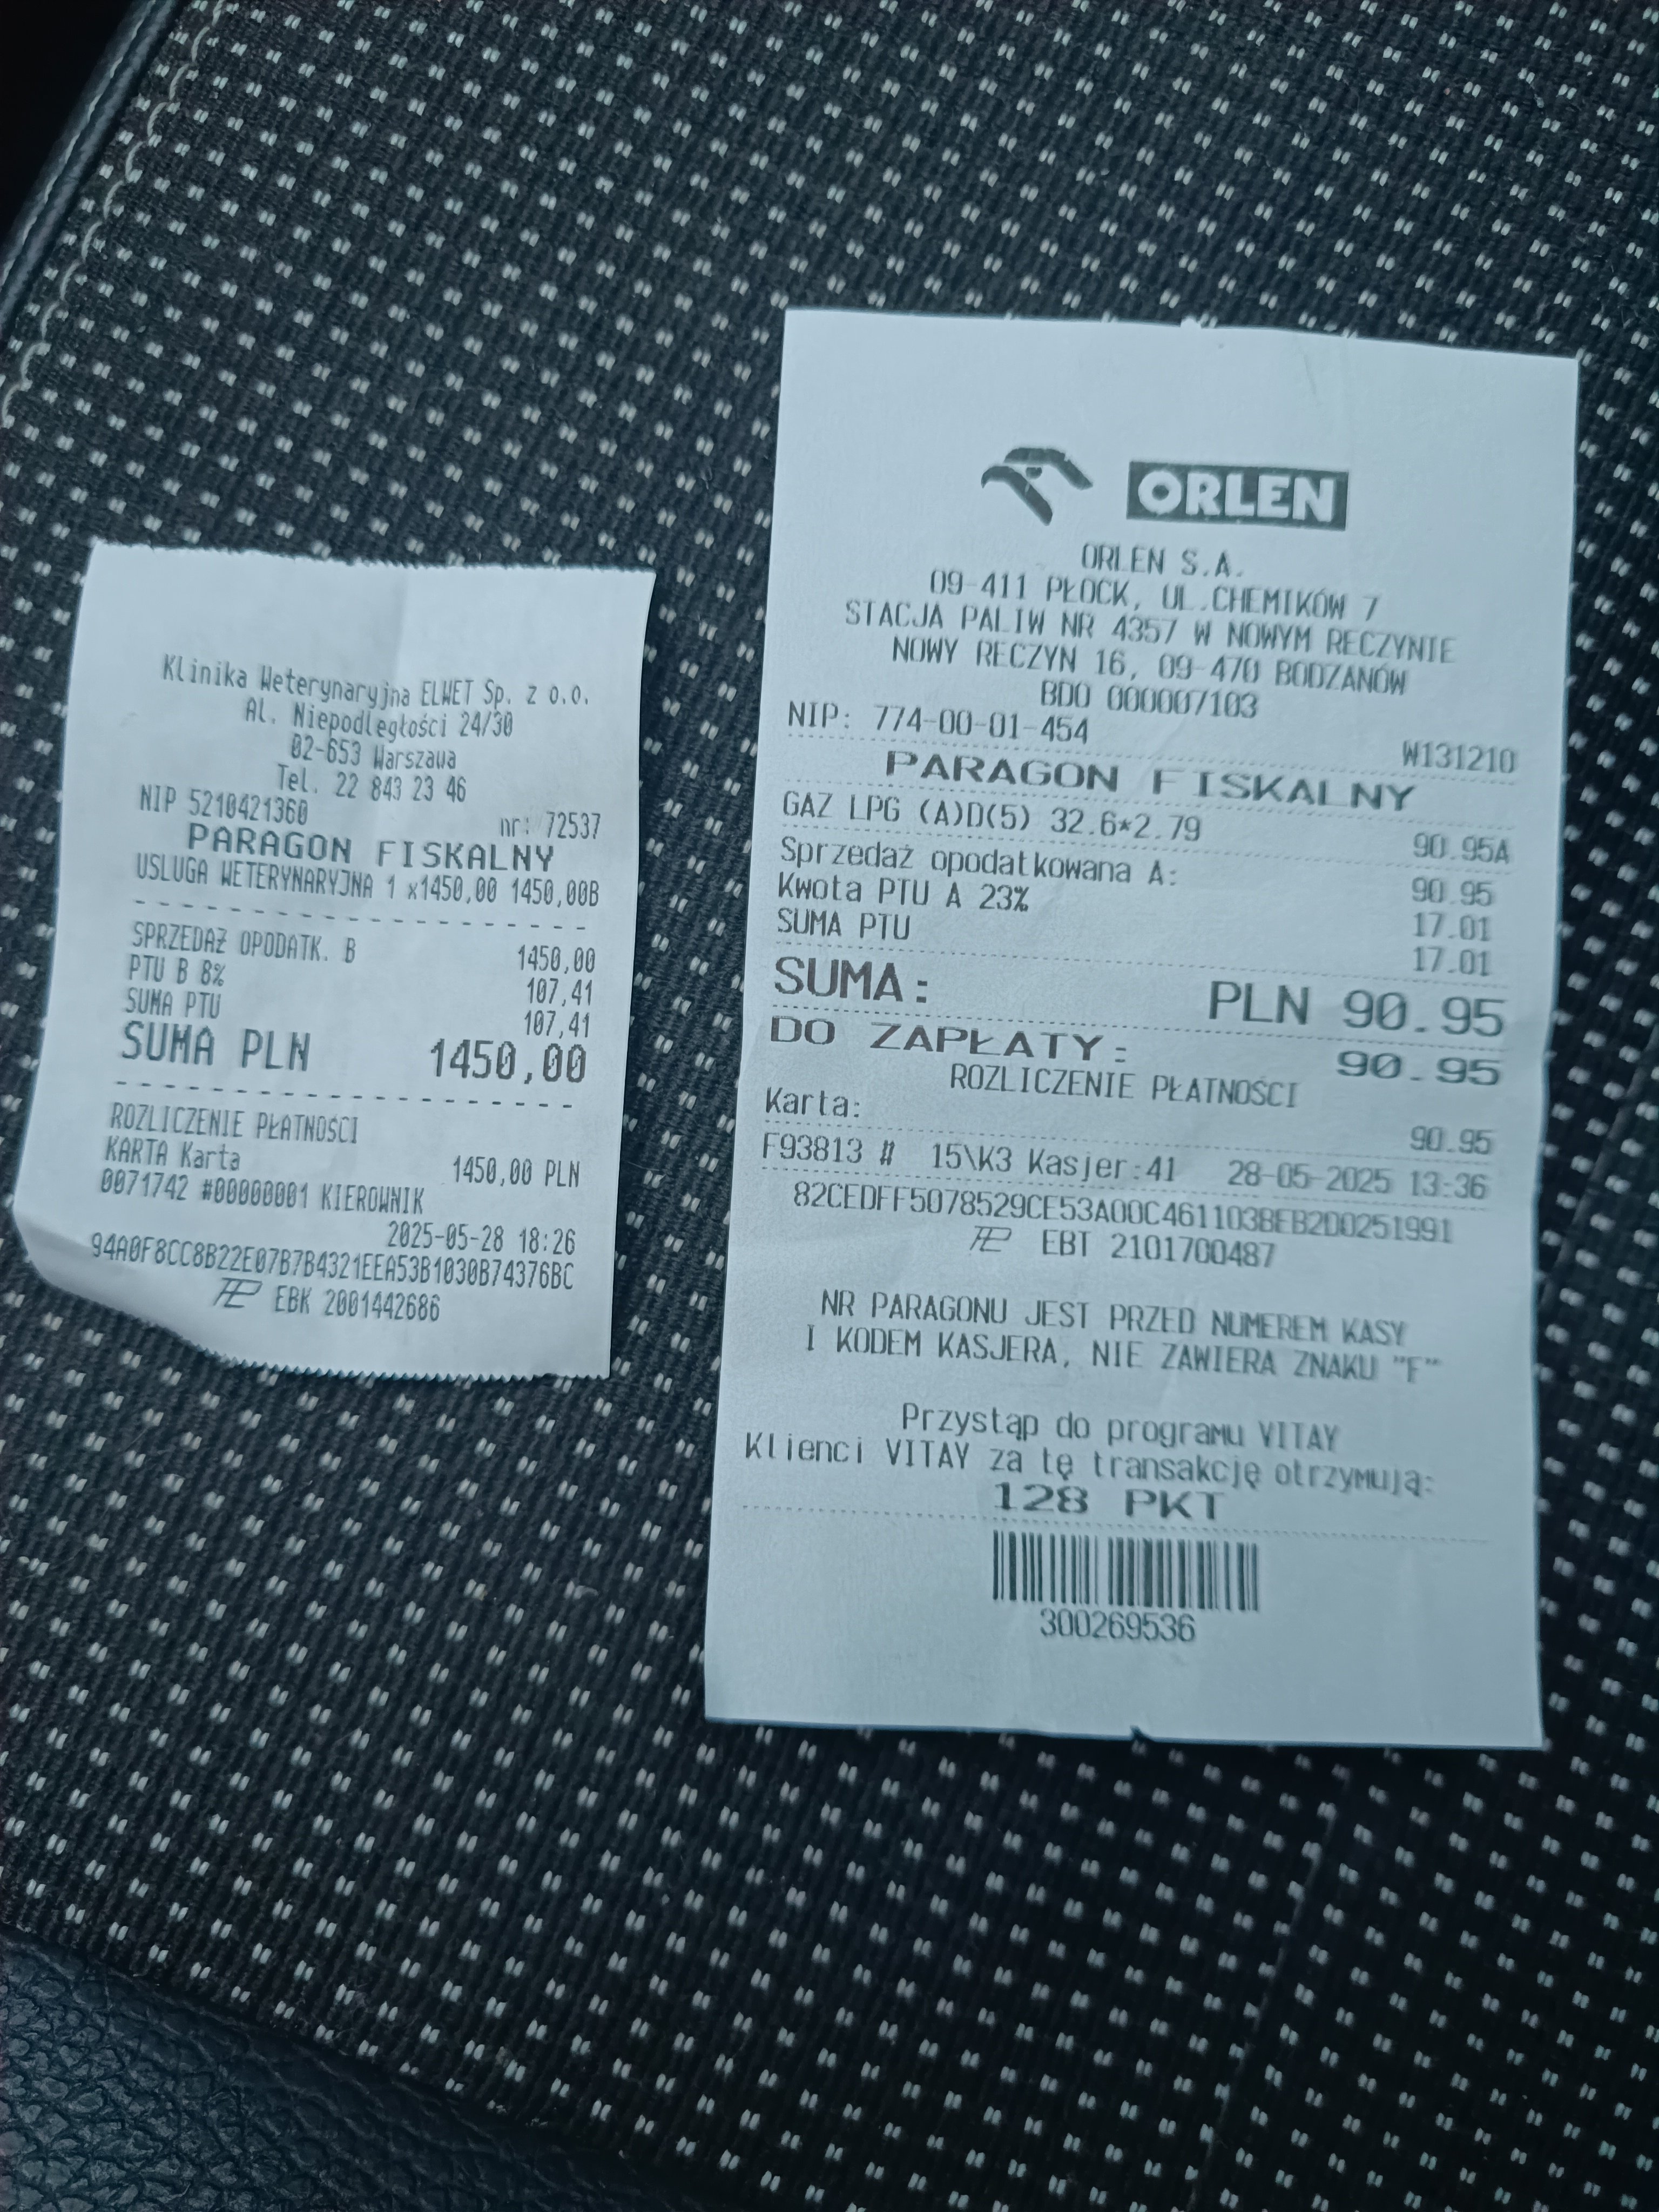 Klinika Weterynaryjna ELWET Sp. z o.o.
Al. Niepodległości 24/30
02-653 Warszawa
Tel. 22 843 23 46
NIP 5210421360 nr: 72537
PARAGON FISKALNY
USŁUGA WETERYNARYJNA 1 x1450,00 1450,00B
SPRZEDAŻ OPODATK. B 1450,00
PTU B 8% 107,41
SUMA PTU 107,41
SUMA PLN 1450,00
ROZLICZENIE PŁATNOŚCI
KARTA Karta 1450,00 PLN
0071742 #00000001 KIEROWNIK
2025-05-28 18:26
94A0F8CC8B22E07B7B4321EEA53B1030B74376BC
EBK 2001442686
ORLEN
ORLEN S.A.
09-411 PŁOCK, UL.CHEMIKÓW 7
STACJA PALIW NR 4357 W NOWYM RECZYNIE
NOWY RECZYN 16, 09-470 BODZANÓW
BDO 000007103
NIP: 774-00-01-454 W131210
PARAGON FISKALNY
GAZ LPG (A)D(5) 32.6*2.79 90.95A
Sprzedaż opodatkowana A: 90.95
Kwota PTU A 23% 17.01
SUMA PTU 17.01
SUMA: PLN 90.95
DO ZAPŁATY: 90.95
ROZLICZENIE PŁATNOŚCI
Karta: 90.95
F93813 # 15\K3 Kasjer:41 28-05-2025 13:36
82CEDFF5078529CE53A00C4611038EB2D0251991
EBT 2101700487
NR PARAGONU JEST PRZED NUMEREM KASY
I KODEM KASJERA, NIE ZAWIERA ZNAKU "F"
Przystąp do programu VITAY
Klienci VITAY za tę transakcję otrzymują:
128 PKT
300269536